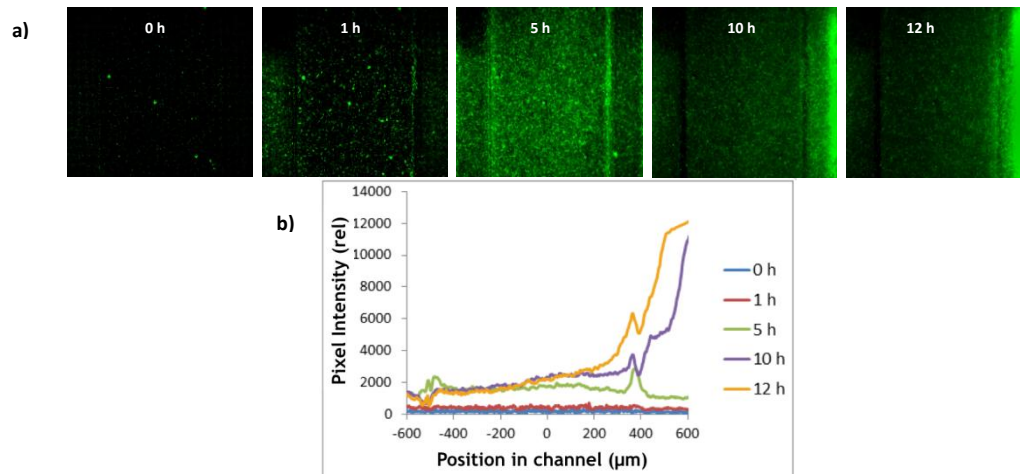 a)
0 h
1 h
5 h
10 h
12 h
b)
Pixel Intensity (rel)
14000
12000
10000
8000
6000
4000
2000
0
-600
-400
-200
0
200
400
600
Position in channel (µm)
0 h
1 h
5 h
10 h
12 h